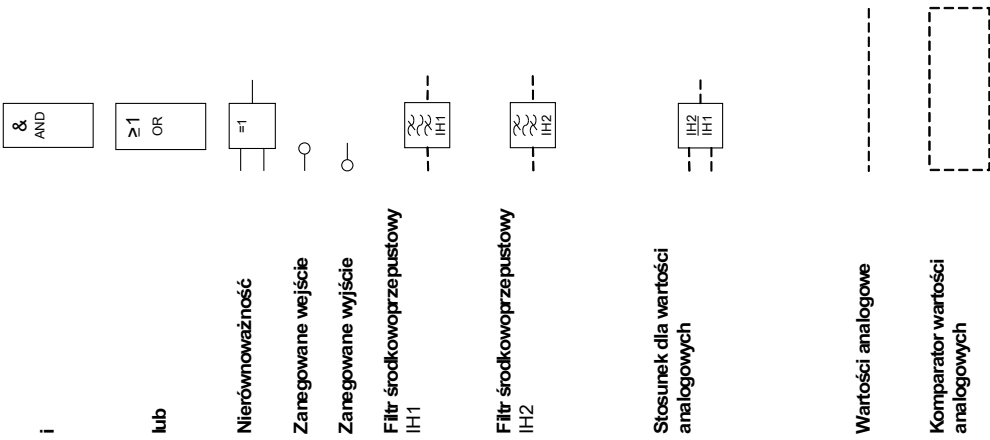 i
&
AND
lub
≥1
OR
Nierównoważność
=1
Zanegowane wejście
Zanegowane wyjście
Filtr środkowoprzepustowy
IH1
IH1
Filtr środkowoprzepustowy
IH2
IH2
Stosunek dla wartości
analogowych
IH2
IH1
Wartości analogowe
Komparator wartości
analogowych